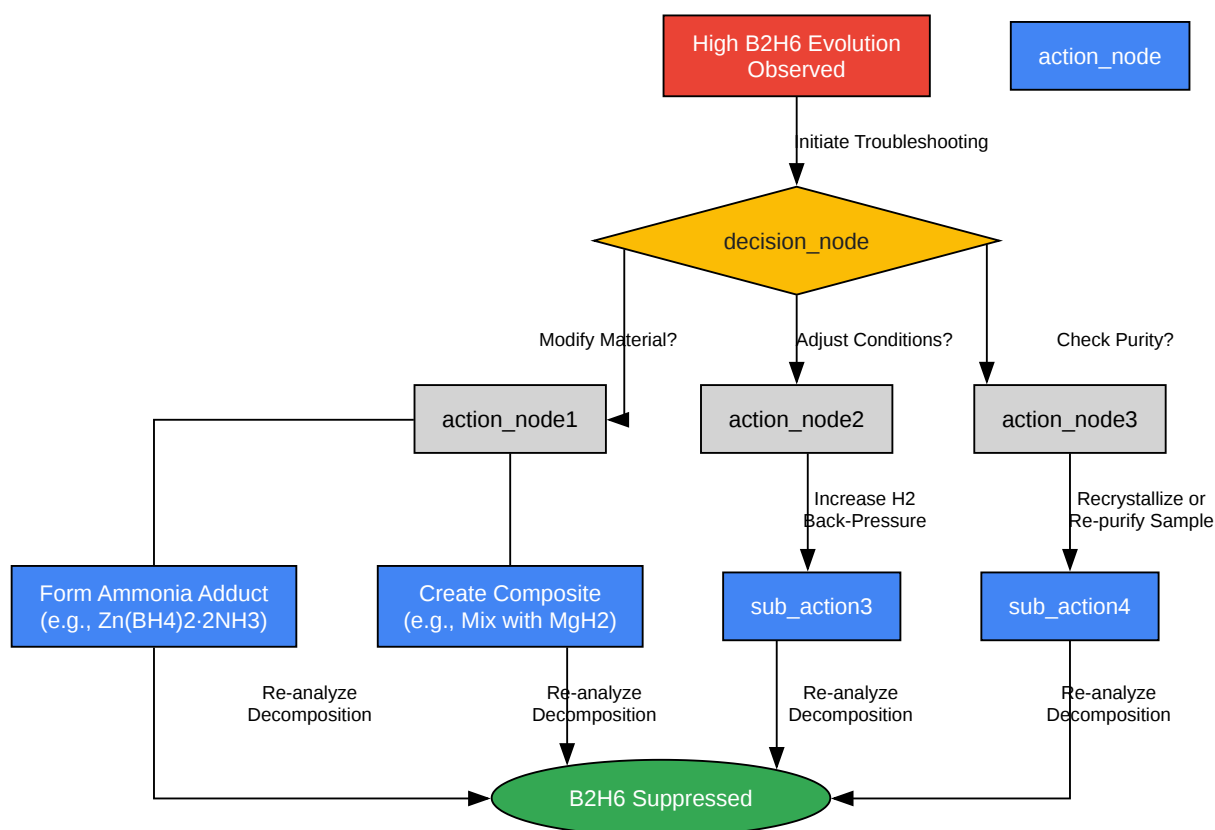 High B2H6 Evolution
Observed
action_node
Initiate Troubleshooting
decision_node
Modify Material?
Adjust Conditions?
Check Purity?
action_node1
action_node2
action_node3
Increase H2
Back-Pressure
Recrystallize or
Re-purify Sample
Form Ammonia Adduct
(e.g., Zn(BH4)2·2NH3)
Create Composite
(e.g., Mix with MgH2)
sub_action3
sub_action4
Re-analyze
Decomposition
Re-analyze
Decomposition
Re-analyze
Decomposition
Re-analyze
Decomposition
B2H6 Suppressed